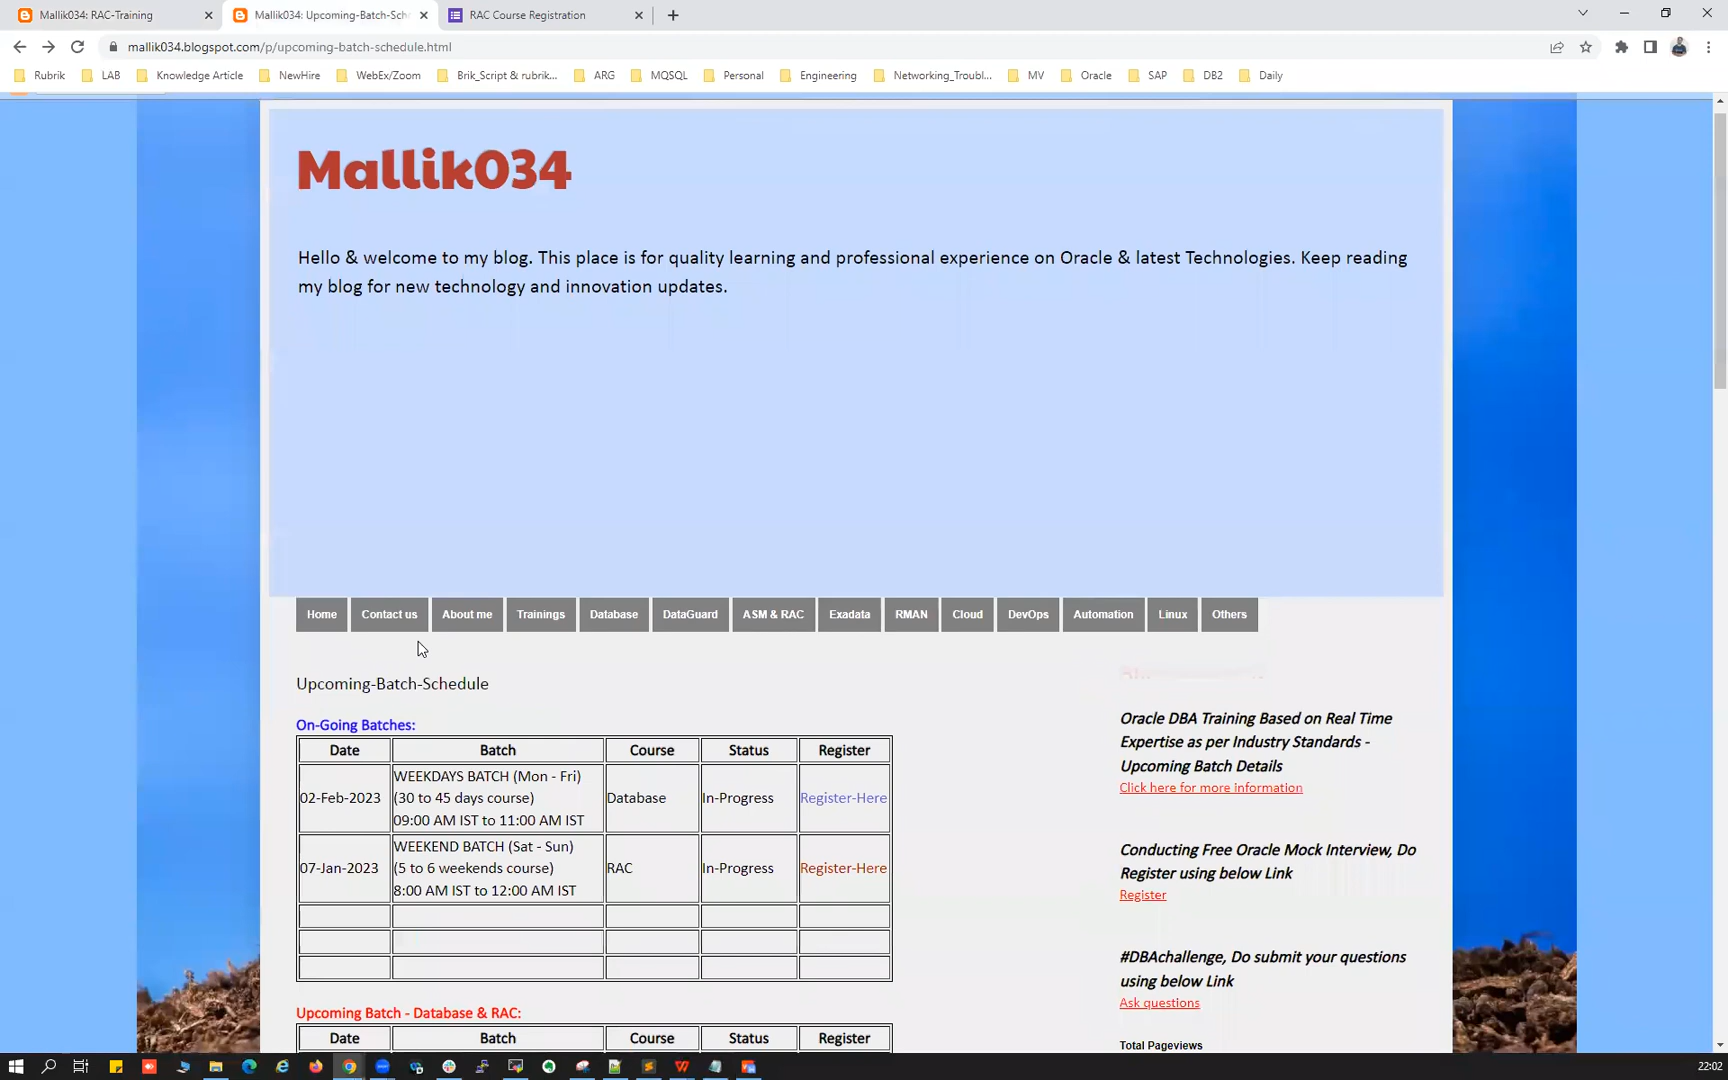 Mallik034: RAC-Training
Mallik034: Upcoming-Batch-Sch
RAC Course Registration
mallik034.blogspot.com/p/upcoming-batch-schedule.html
Rubrik
LAB
Knowledge Article
NewHire
WebEx/Zoom
Brik_Script & rubrik...
ARG
MQSQL
Personal
Engineering
Networking_Troubl...
MV
Oracle
SAP
DB2
Daily
Mallik034
Hello & welcome to my blog. This place is for quality learning and professional experience on Oracle & latest Technologies. Keep reading
my blog for new technology and innovation updates.
Home
Contact us
About me
Trainings
Database
DataGuard
ASM & RAC
Exadata
RMAN
Cloud
DevOps
Automation
Linux
Others
Upcoming-Batch-Schedule
On-Going Batches:
Date Batch Course Status Register
WEEKDAYS BATCH (Mon - Fri)
02-Feb-2023 (30 to 45 days course) Database In-Progress Register-Here
09:00 AM IST to 11:00 AM IST
WEEKEND BATCH (Sat - Sun)
07-Jan-2023 (5 to 6 weekends course) RAC In-Progress Register-Here
8:00 AM IST to 12:00 AM IST
Upcoming Batch - Database & RAC:
Date Batch Course Status Register
Oracle DBA Training Based on Real Time
Expertise as per Industry Standards -
Upcoming Batch Details
Click here for more information
Conducting Free Oracle Mock Interview, Do
Register using below Link
Register
#DBAchallenge, Do submit your questions
using below Link
Ask questions
Total Pageviews
22:02